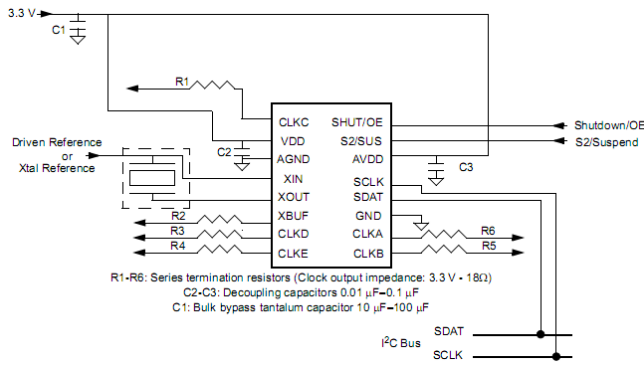 3.3 V
C1
R1
CLKC SHUT/OE Shutdown/OE
VDD S2/SUS S2/Suspend
Driven Reference
or
Xtal Reference
C2
AGND AVDD C3
XIN SCLK
XOUT SDAT
R2 XBUF GND
R3 CLKD CLKA R6
R4 CLKE CLKB R5
R1-R6: Series termination resistors (Clock output impedance: 3.3 V - 18Ω)
C2-C3: Decoupling capacitors 0.01 µF–0.1 µF
C1: Bulk bypass tantalum capacitor 10 µF–100 µF
SDAT
I²C Bus
SCLK